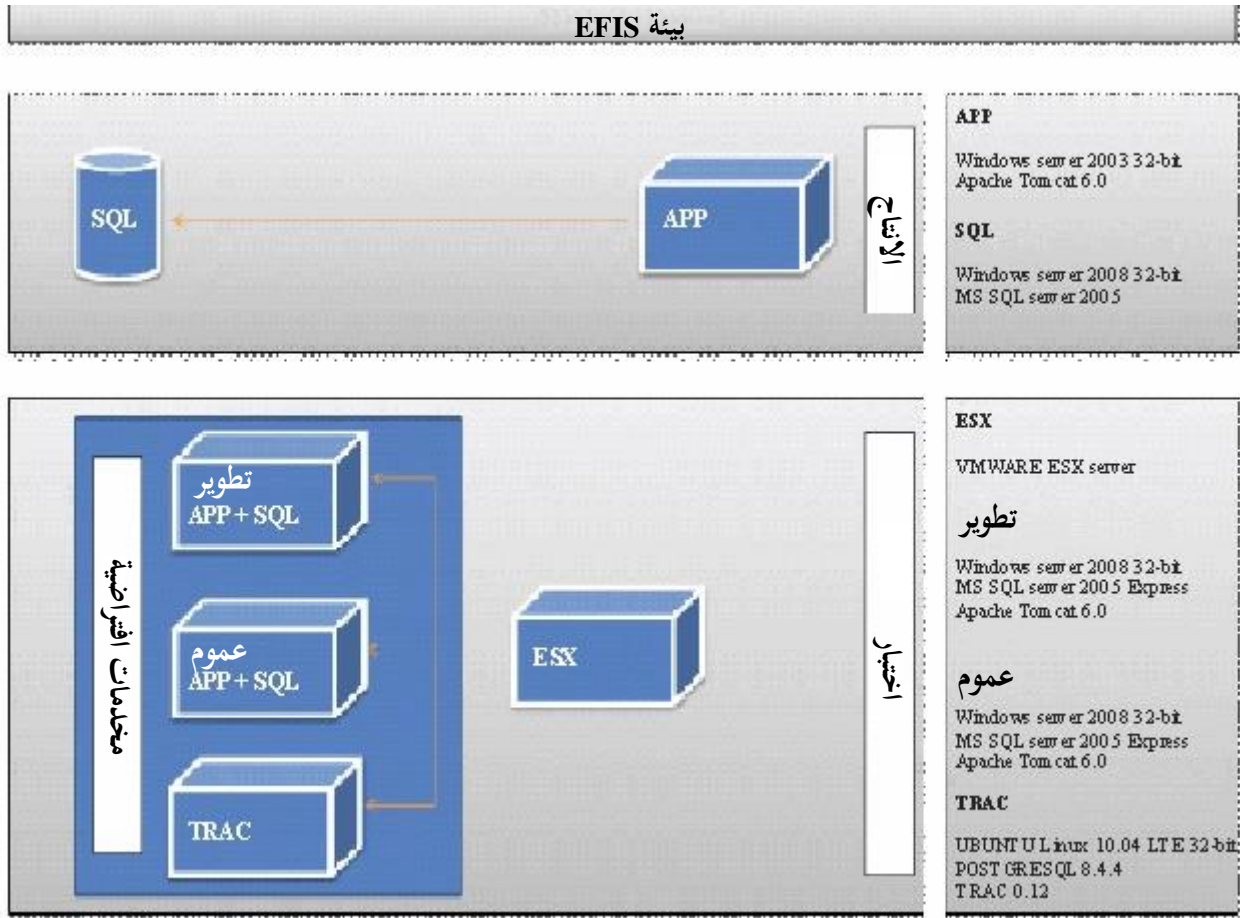 بيئة EFIS
SQL
APP
الانتاج
APP
Windows server 2003 32-bit
Apache Tomcat 6.0
SQL
Windows server 2008 32-bit
MS SQL server 2005
تطوير
APP + SQL
عموم
APP + SQL
TRAC
مخدمات افتراضية
ESX
اختبار
ESX
VMWARE ESX server
تطوير
Windows server 2008 32-bit
MS SQL server 2005 Express
Apache Tomcat 6.0
عموم
Windows server 2008 32-bit
MS SQL server 2005 Express
Apache Tomcat 6.0
TRAC
UBUNTU Linux 10.04 LTE 32-bit
POSTGRESQL 8.4.4
TRAC 0.12